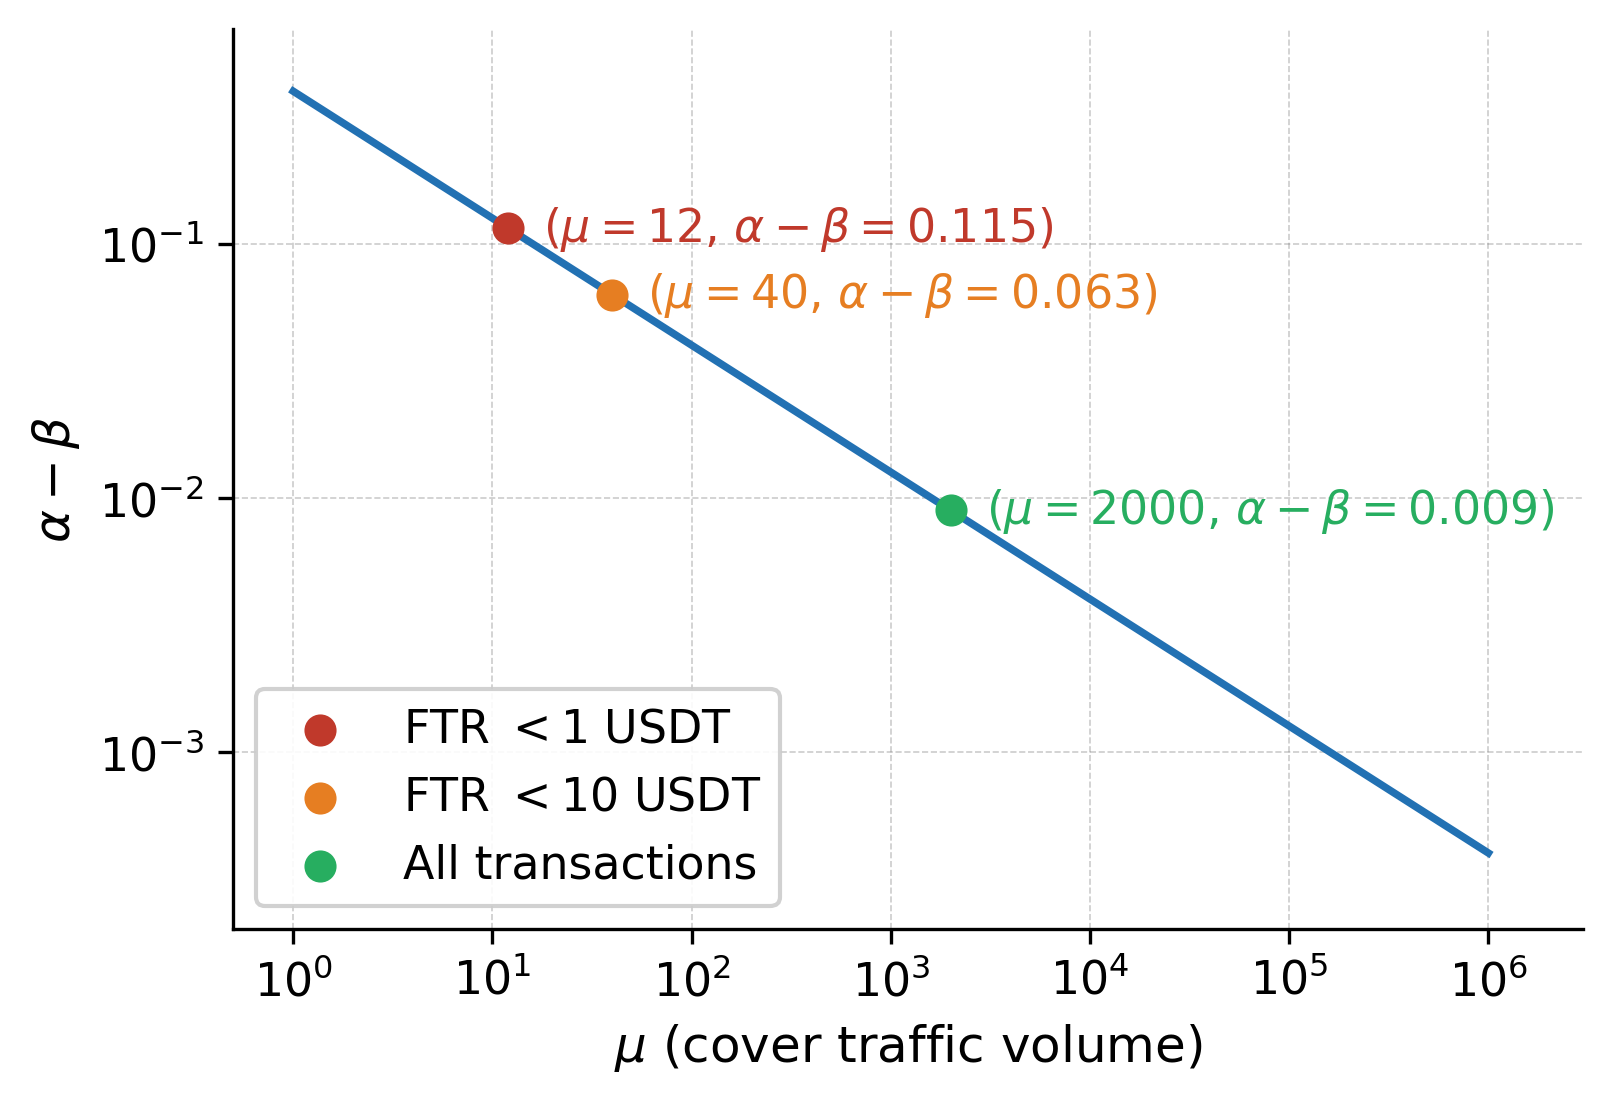 (μ = 12, α − β = 0.115)
10⁻¹
(μ = 40, α − β = 0.063)
α − β
10⁻²
(μ = 2000, α − β = 0.009)
10⁻³
FTR < 1 USDT
FTR < 10 USDT
All transactions
10⁰ 10¹ 10² 10³ 10⁴ 10⁵ 10⁶
μ (cover traffic volume)